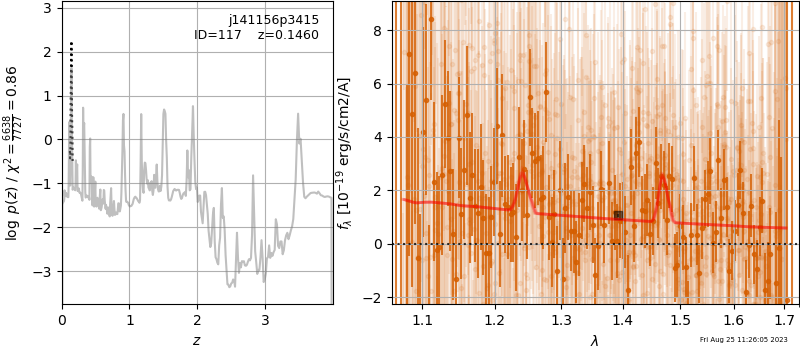 j141156p3415
ID=117 z=0.1460
log p(z) / χ² = 6638/7727 = 0.86
3
2
1
0
−1
−2
−3
0 1 2 3
z
fλ [10⁻¹⁹ erg/s/cm2/A]
8
6
4
2
0
−2
1.1 1.2 1.3 1.4 1.5 1.6 1.7
λ
Fri Aug 25 11:26:05 2023